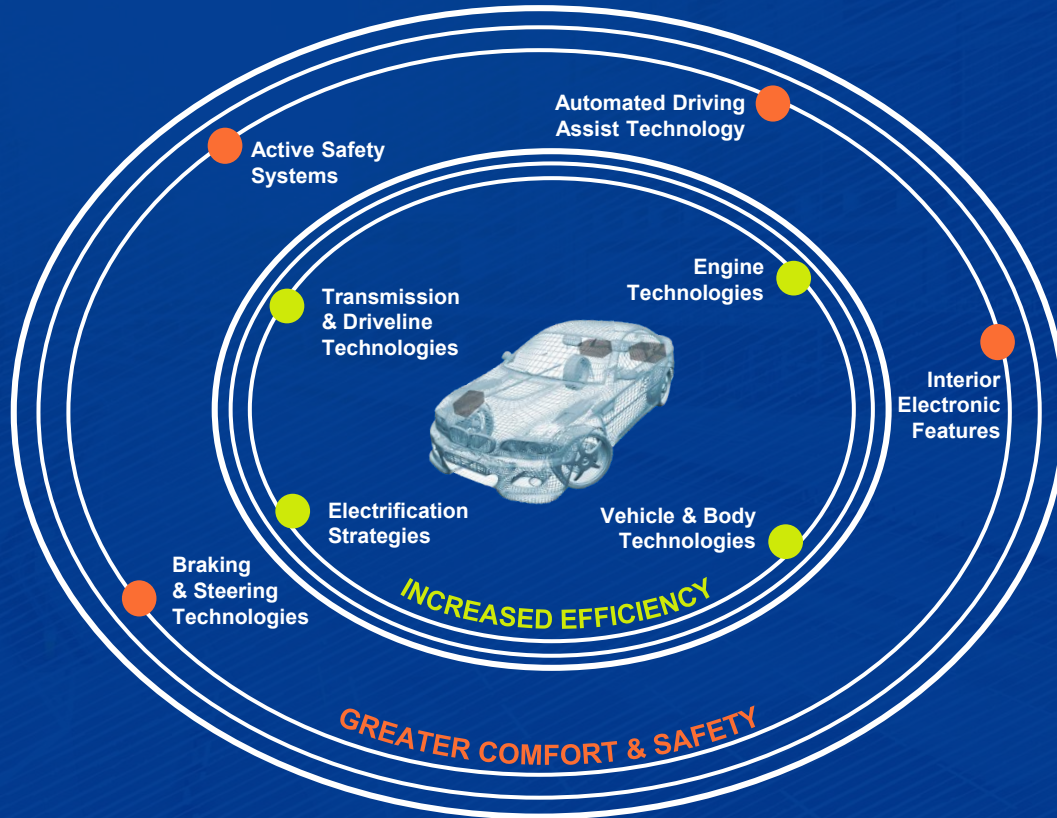 Automated Driving
Assist Technology
Active Safety
Systems
Engine
Technologies
Transmission
& Driveline
Technologies
Interior
Electronic
Features
Electrification
Strategies
Vehicle & Body
Technologies
Braking
& Steering
Technologies
INCREASED EFFICIENCY
GREATER COMFORT & SAFETY